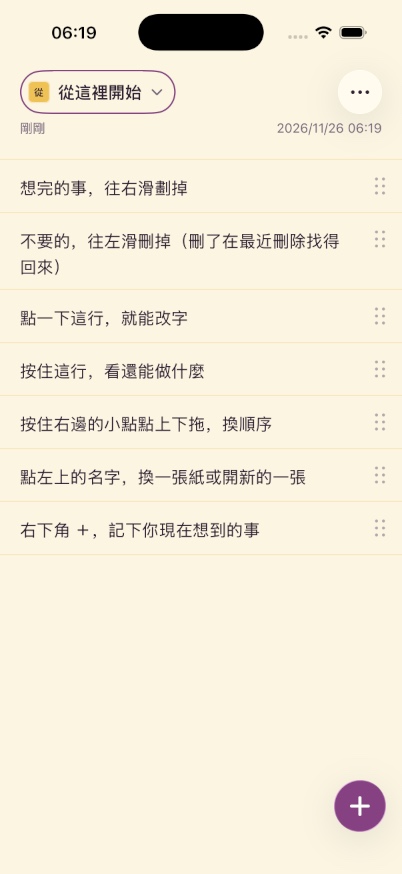 06:19
從 從這裡開始
剛剛
2026/11/26 06:19
想完的事，往右滑劃掉
不要的，往左滑刪掉（刪了在最近刪除找得
回來）
點一下這行，就能改字
按住這行，看還能做什麼
按住右邊的小點點上下拖，換順序
點左上的名字，換一張紙或開新的一張
右下角 ＋，記下你現在想到的事